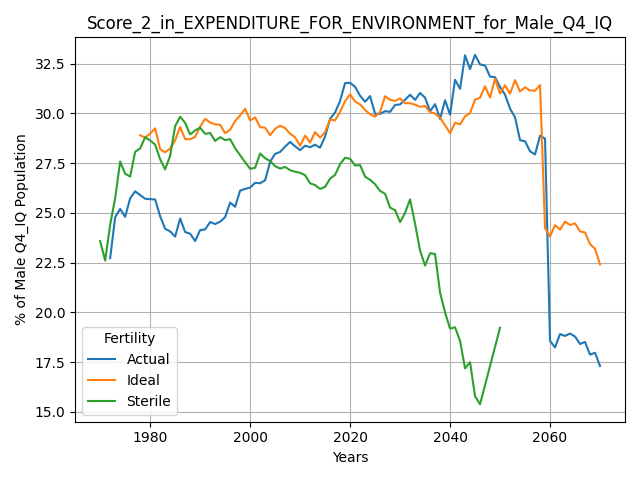 Score_2_in_EXPENDITURE_FOR_ENVIRONMENT_for_Male_Q4_IQ
% of Male Q4_IQ Population
32.5
30.0
27.5
25.0
22.5
20.0
17.5
15.0
Fertility
Actual
Ideal
Sterile
1980
2000
2020
2040
2060
Years